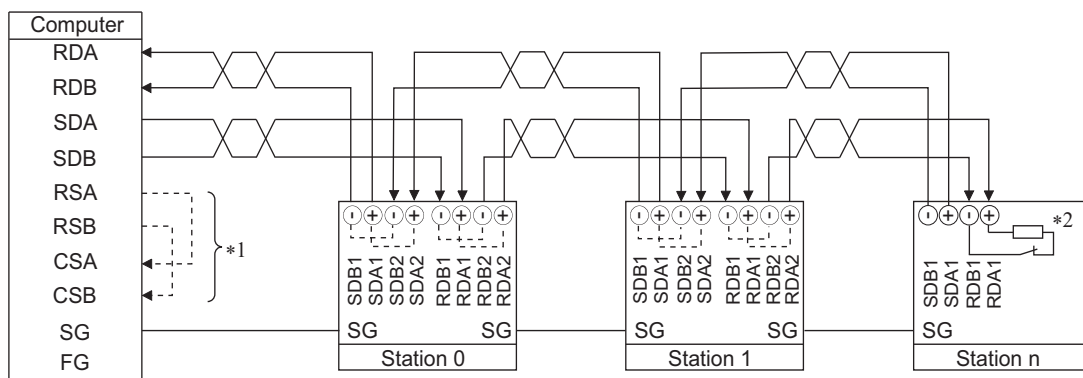 Computer
RDA
RDB
SDA
SDB
RSA
RSB
CSA
CSB
SG
FG
*1
- + - + - + - +
SDB1 SDA1 SDB2 SDA2 RDB1 RDA1 RDB2 RDA2
SG SG
Station 0
- + - + - + - +
SDB1 SDA1 SDB2 SDA2 RDB1 RDA1 RDB2 RDA2
SG SG
Station 1
- + - +
*2
SDB1 SDA1 RDB1 RDA1
SG
Station n